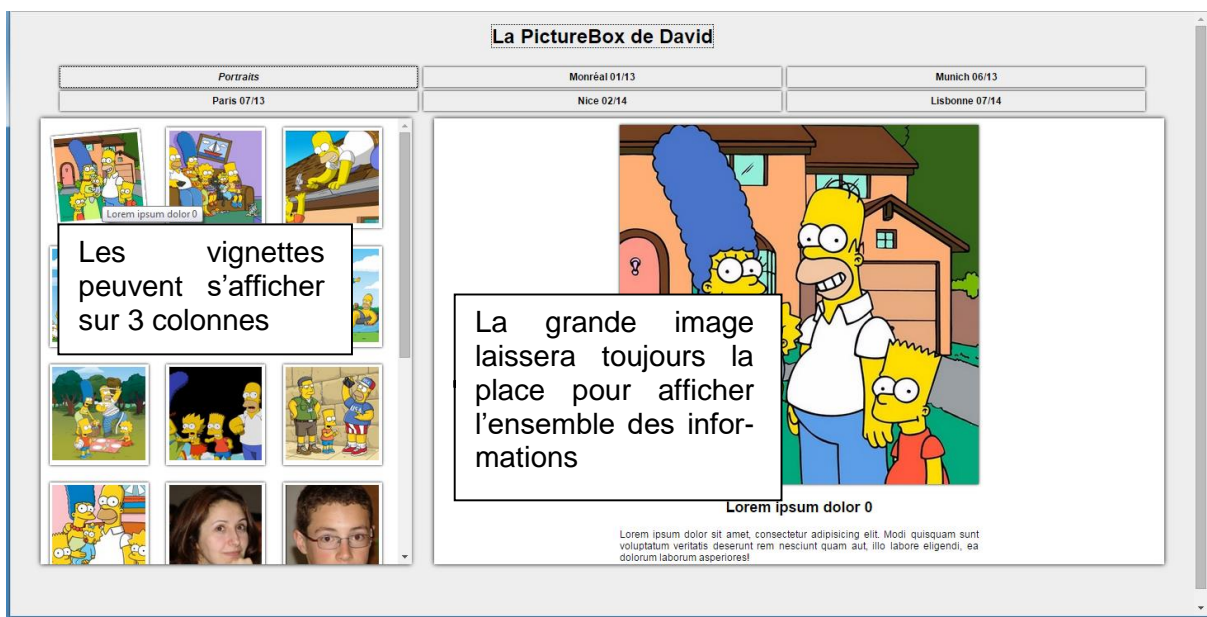 La PictureBox de David
Portraits
Monréal 01/13
Munich 06/13
Paris 07/13
Nice 02/14
Lisbonne 07/14
Lorem ipsum dolor 0
Les vignettes
peuvent s’afficher
sur 3 colonnes
La grande image
laissera toujours la
place pour afficher
l’ensemble des infor-
mations
Lorem ipsum dolor 0
Lorem ipsum dolor sit amet, consectetur adipisicing elit. Modi quisquam sunt
voluptatum veritatis deserunt rem nesciunt quam aut, illo labore eligendi, ea
dolorum laborum asperiores!